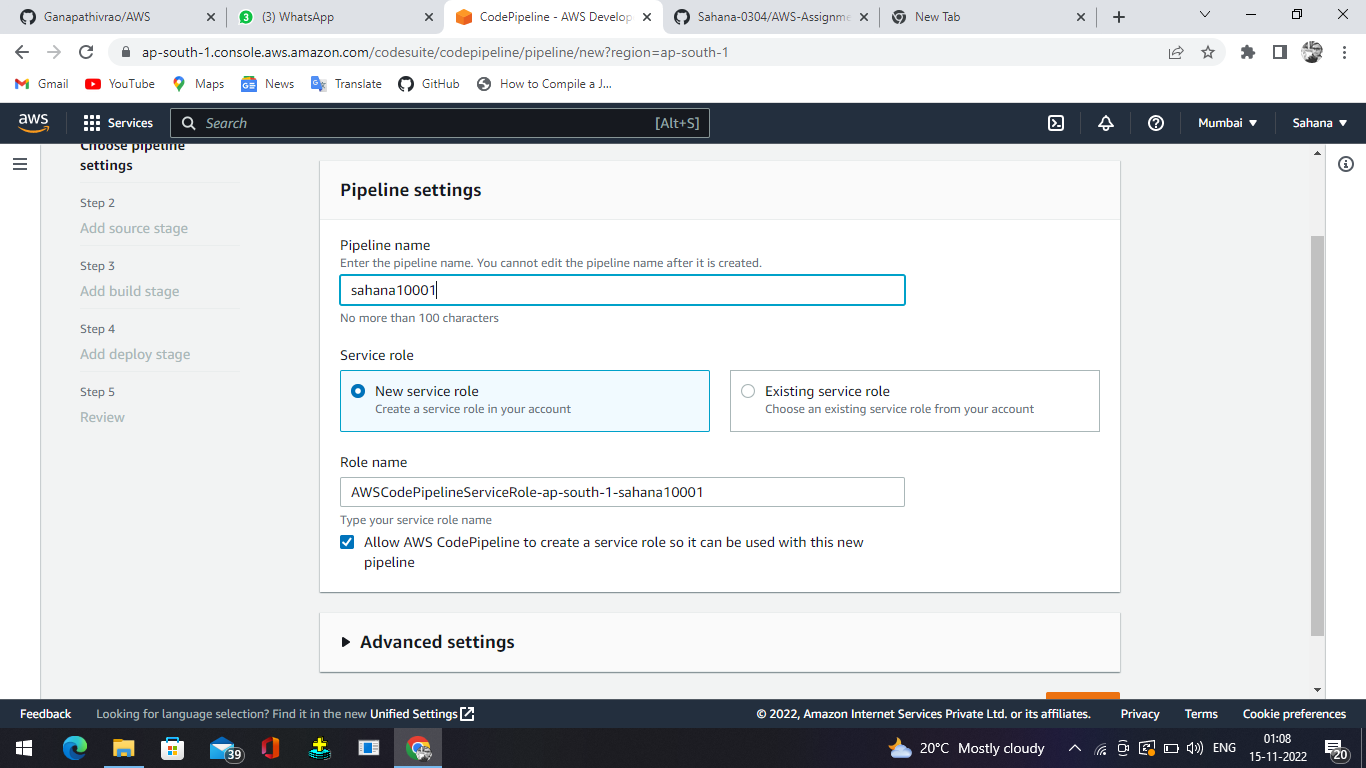 Ganapathivrao/AWS
(3) WhatsApp
CodePipeline - AWS Develop
Sahana-0304/AWS-Assignme
New Tab
ap-south-1.console.aws.amazon.com/codesuite/codepipeline/pipeline/new?region=ap-south-1
Gmail
YouTube
Maps
News
Translate
GitHub
How to Compile a J...
aws
Services
Search
[Alt+S]
Mumbai
Sahana
Choose pipeline
settings
Step 2
Add source stage
Step 3
Add build stage
Step 4
Add deploy stage
Step 5
Review
Pipeline settings
Pipeline name
Enter the pipeline name. You cannot edit the pipeline name after it is created.
sahana10001
No more than 100 characters
Service role
New service role
Create a service role in your account
Existing service role
Choose an existing service role from your account
Role name
AWSCodePipelineServiceRole-ap-south-1-sahana10001
Type your service role name
Allow AWS CodePipeline to create a service role so it can be used with this new
pipeline
Advanced settings
Feedback
Looking for language selection? Find it in the new Unified Settings
© 2022, Amazon Internet Services Private Ltd. or its affiliates.
Privacy
Terms
Cookie preferences
39
20°C Mostly cloudy
ENG
01:08
15-11-2022
20